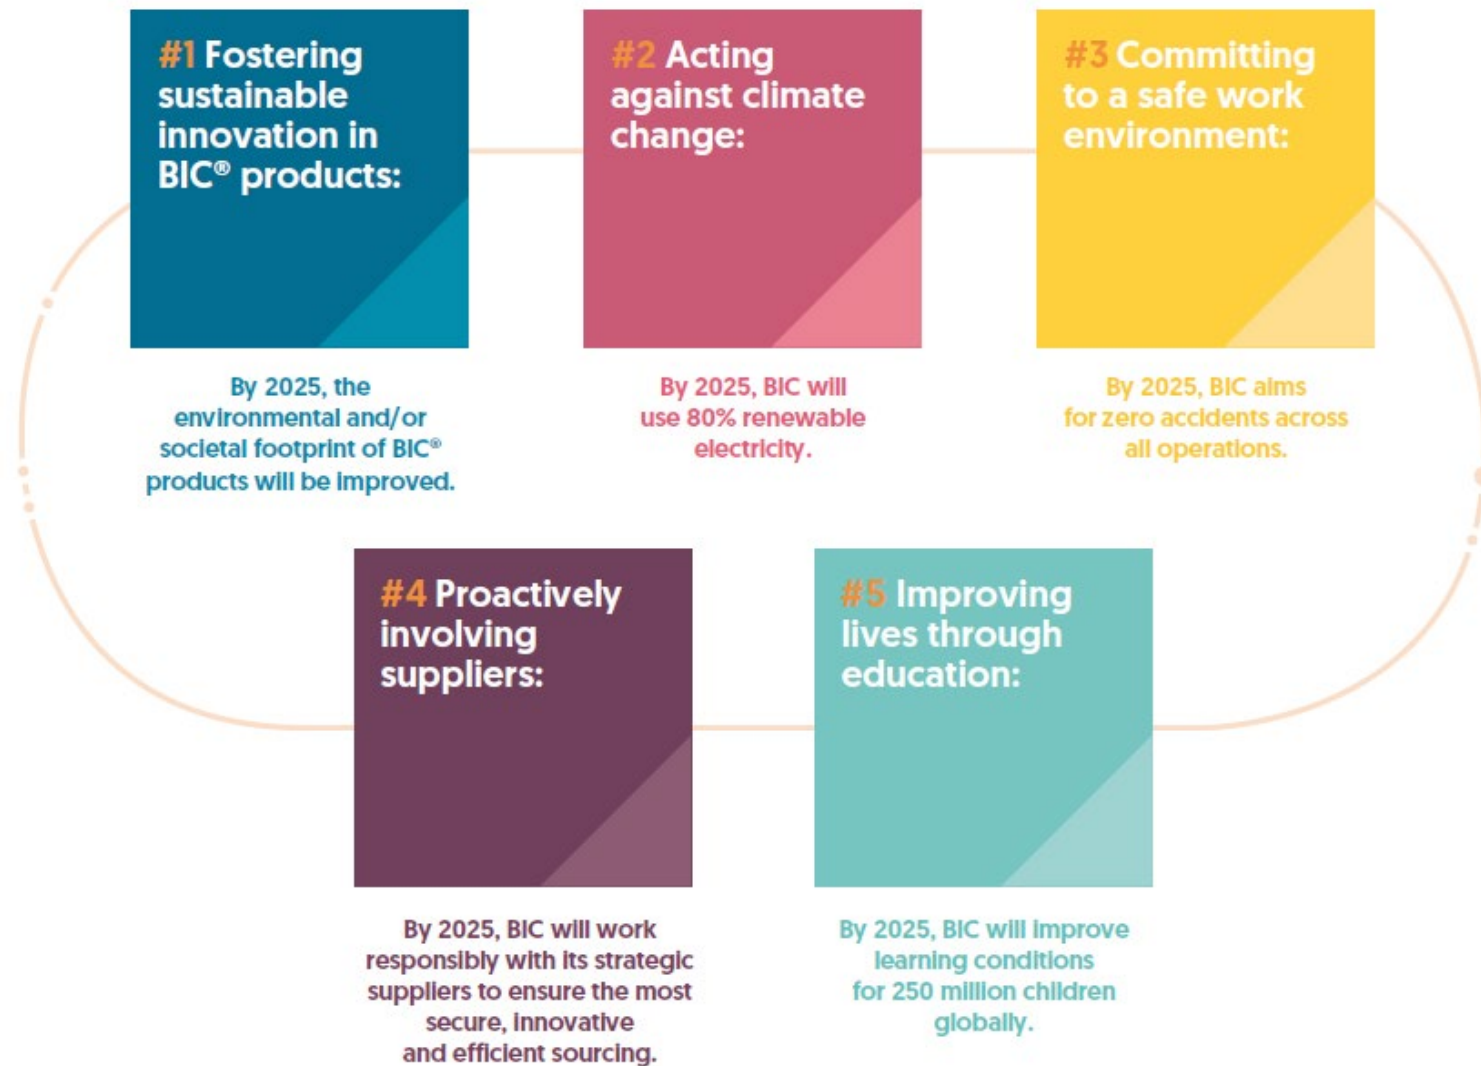 #1 Fostering
sustainable
innovation in
BIC® products:
By 2025, the
environmental and/or
societal footprint of BIC®
products will be improved.
#2 Acting
against climate
change:
By 2025, BIC will
use 80% renewable
electricity.
#3 Committing
to a safe work
environment:
By 2025, BIC aims
for zero accidents across
all operations.
#4 Proactively
involving
suppliers:
By 2025, BIC will work
responsibly with its strategic
suppliers to ensure the most
secure, innovative
and efficient sourcing.
#5 Improving
lives through
education:
By 2025, BIC will improve
learning conditions
for 250 million children
globally.